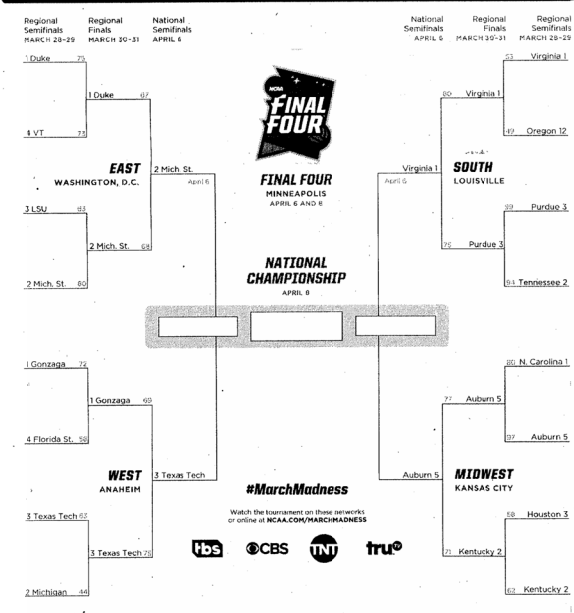 Regional Semifinals MARCH 28-29
Regional Finals MARCH 30-31
National Semifinals APRIL 6
National Semifinals APRIL 6
Regional Finals MARCH 30-31
Regional Semifinals MARCH 28-29
1 Duke 75
4 VT 73
1 Duke 67
EAST
WASHINGTON, D.C.
2 Mich. St.
April 6
3 LSU 63
2 Mich. St. 80
2 Mich. St. 68
NCAA
FINAL
FOUR
FINAL FOUR
MINNEAPOLIS
APRIL 6 AND 8
NATIONAL
CHAMPIONSHIP
APRIL 8
53 Virginia 1
49 Oregon 12
80 Virginia 1
SOUTH
LOUISVILLE
Virginia 1
April 6
99 Purdue 3
94 Tennessee 2
75 Purdue 3
1 Gonzaga 72
4 Florida St. 58
1 Gonzaga 69
WEST
ANAHEIM
3 Texas Tech
3 Texas Tech 63
2 Michigan 44
3 Texas Tech 75
80 N. Carolina 1
97 Auburn 5
77 Auburn 5
MIDWEST
KANSAS CITY
Auburn 5
58 Houston 3
62 Kentucky 2
71 Kentucky 2
#MarchMadness
Watch the tournament on these networks
or online at NCAA.COM/MARCHMADNESS
tbs CBS TNT truTV